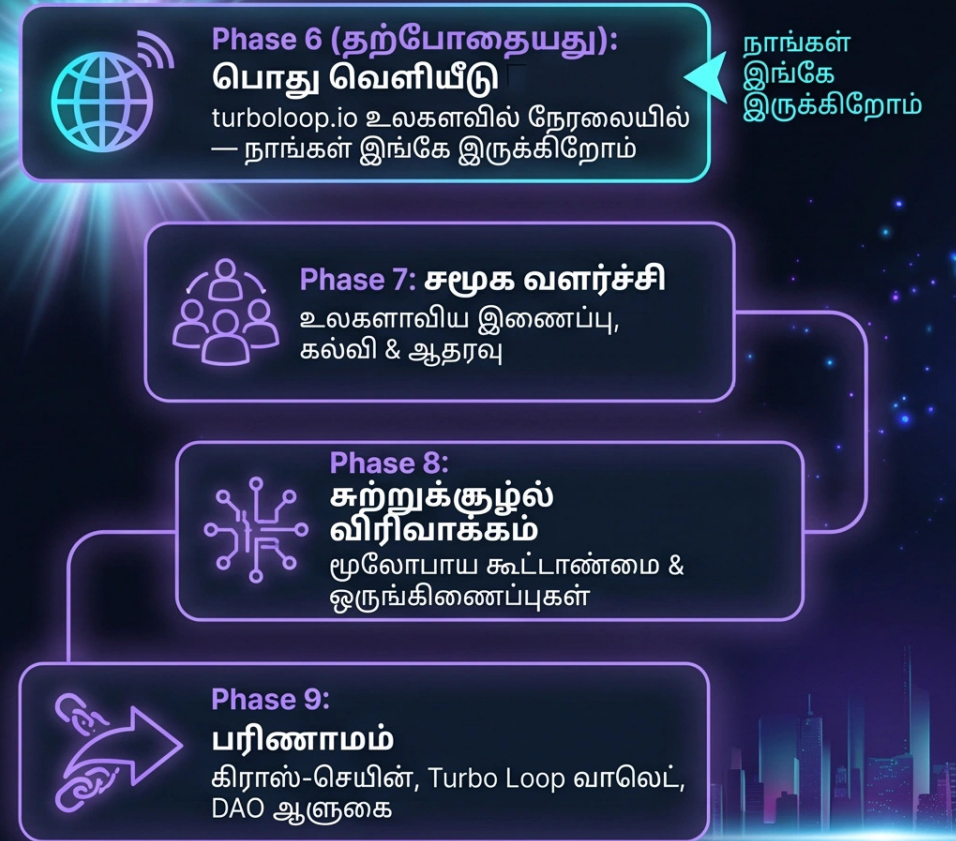 Phase 6 (தற்போதையது):
பொது வெளியீடு
turboloop.io உலகளவில் நேரலையில்
— நாங்கள் இங்கே இருக்கிறோம்
நாங்கள்
இங்கே
இருக்கிறோம்
Phase 7: சமூக வளர்ச்சி
உலகளாவிய இணைப்பு,
கல்வி & ஆதரவு
Phase 8:
சுற்றுக்குழ்ல்
விரிவாக்கம்
மூலோபாய கூட்டாண்மை &
ஒருங்கிணைப்புகள்
Phase 9:
பரிணாமம்
கிராஸ்-செயின், Turbo Loop வாலெட்,
DAO ஆளுகை